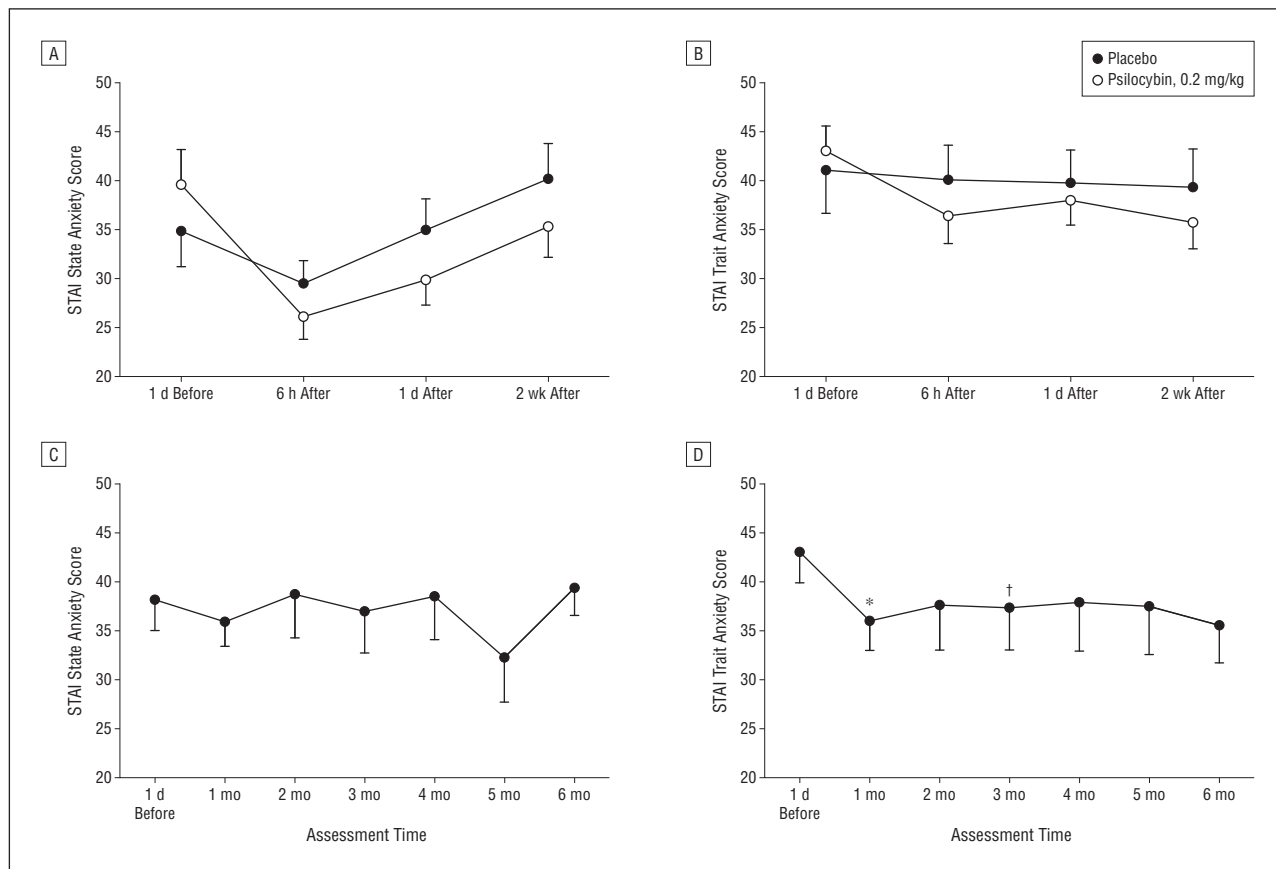 A
STAI State Anxiety Score
50
45
40
35
30
25
20
1 d Before 6 h After 1 d After 2 wk After
B
Placebo
Psilocybin, 0.2 mg/kg
STAI Trait Anxiety Score
50
45
40
35
30
25
20
1 d Before 6 h After 1 d After 2 wk After
C
STAI State Anxiety Score
50
45
40
35
30
25
20
1 d 1 mo 2 mo 3 mo 4 mo 5 mo 6 mo
Before
Assessment Time
D
STAI Trait Anxiety Score
50
45
40
35
30
25
20
*
†
1 d 1 mo 2 mo 3 mo 4 mo 5 mo 6 mo
Before
Assessment Time